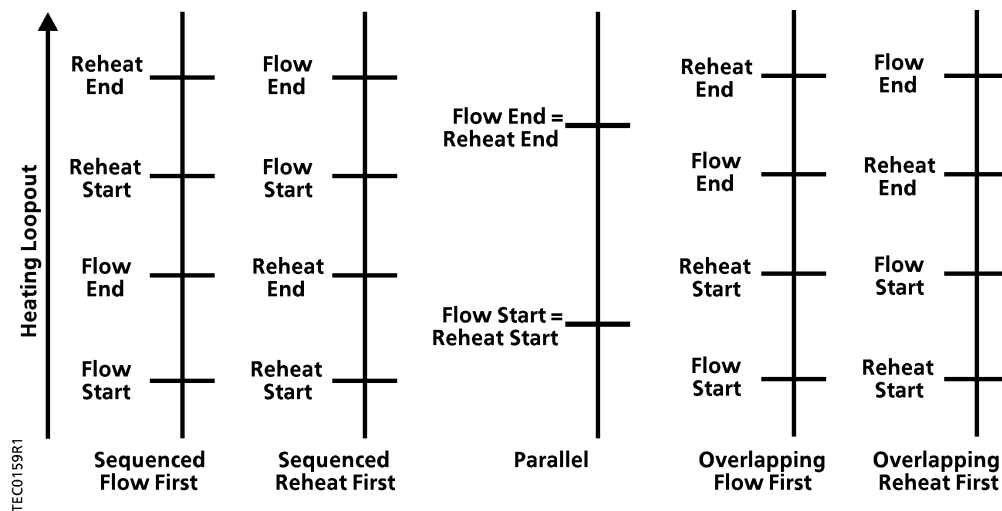 Heating Loopout
TEC0159R1
Reheat
End
Reheat
Start
Flow
End
Flow
Start
Sequenced
Flow First
Flow
End
Flow
Start
Reheat
End
Reheat
Start
Sequenced
Reheat First
Flow End =
Reheat End
Flow Start =
Reheat Start
Parallel
Reheat
End
Flow
End
Reheat
Start
Flow
Start
Overlapping
Flow First
Flow
End
Reheat
End
Flow
Start
Reheat
Start
Overlapping
Reheat First